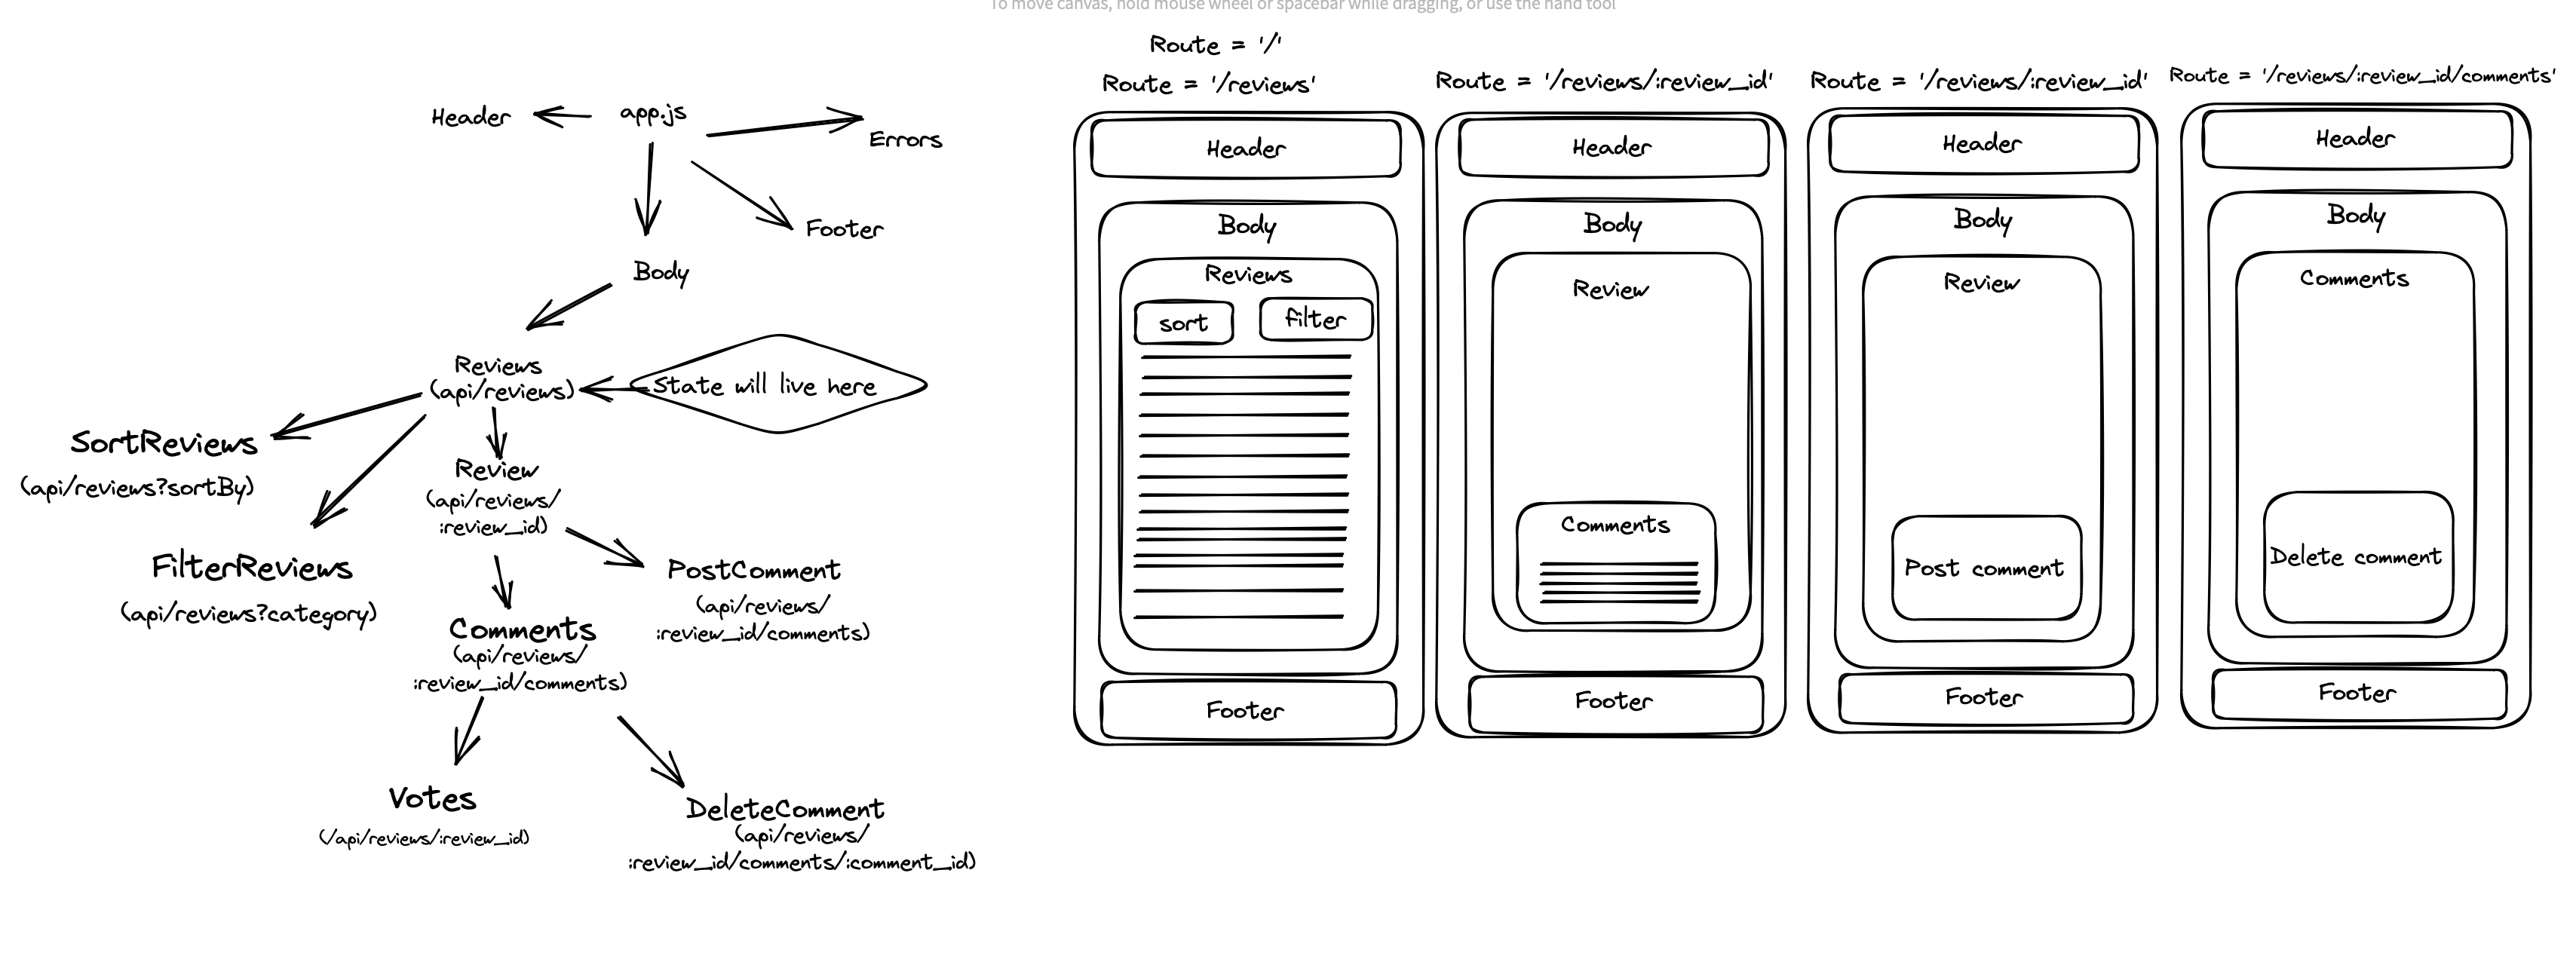 To move canvas, hold mouse wheel or spacebar while dragging, or use the hand tool
Header
app.js
Errors
Footer
Body
Reviews
(api/reviews)
State will live here
SortReviews
(api/reviews?sortBy)
FilterReviews
(api/reviews?category)
Review
(api/reviews/
:review_id)
PostComment
(api/reviews/
:review_id/comments)
Comments
(api/reviews/
:review_id/comments)
Votes
(/api/reviews/:review_id)
DeleteComment
(api/reviews/
:review_id/comments/:comment_id)
Route = '/'
Route = '/reviews'
Header
Body
Reviews
sort
filter
Footer
Route = '/reviews/:review_id'
Header
Body
Review
Comments
Footer
Route = '/reviews/:review_id'
Header
Body
Review
Post comment
Footer
Route = '/reviews/:review_id/comments'
Header
Body
Comments
Delete comment
Footer